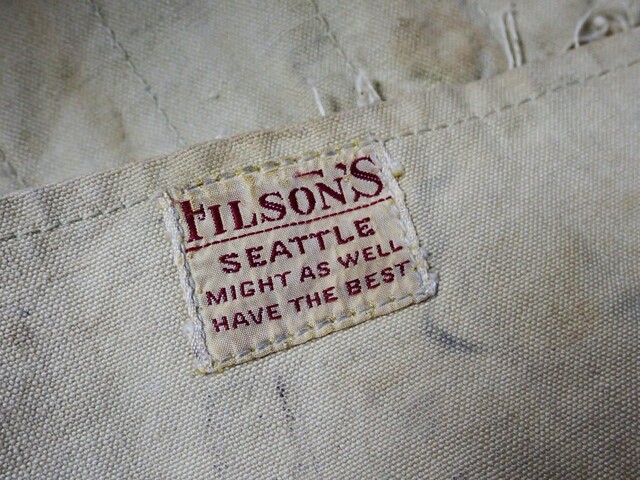 FILSON'S
SEATTLE
MIGHT AS WELL
HAVE THE BEST